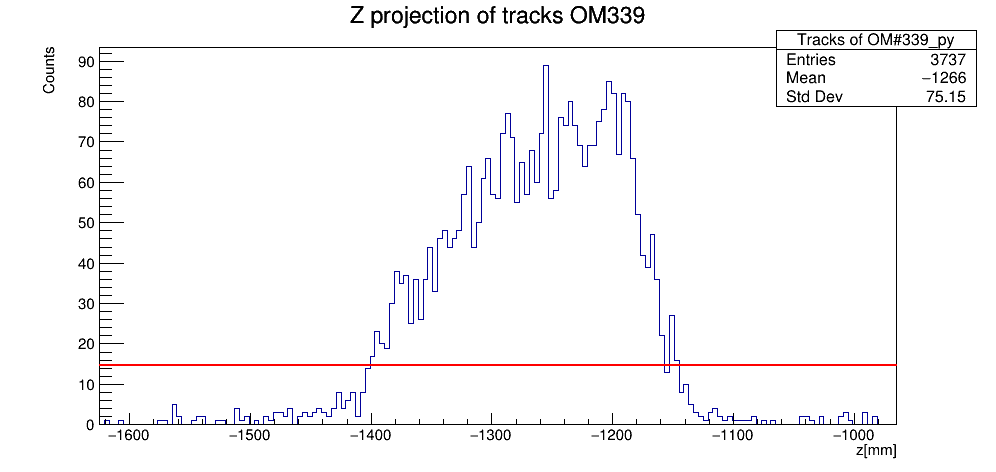 Z projection of tracks OM339
Counts
Tracks of OM#339_py
Entries 3737
Mean −1266
Std Dev 75.15
90
80
70
60
50
40
30
20
10
0
−1600 −1500 −1400 −1300 −1200 −1100 −1000
z[mm]